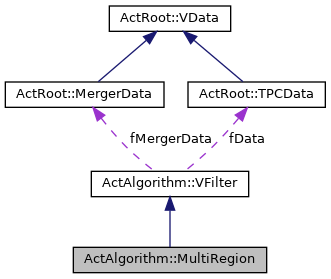 ActRoot::VData
ActRoot::MergerData
ActRoot::TPCData
fMergerData
fData
ActAlgorithm::VFilter
ActAlgorithm::MultiRegion